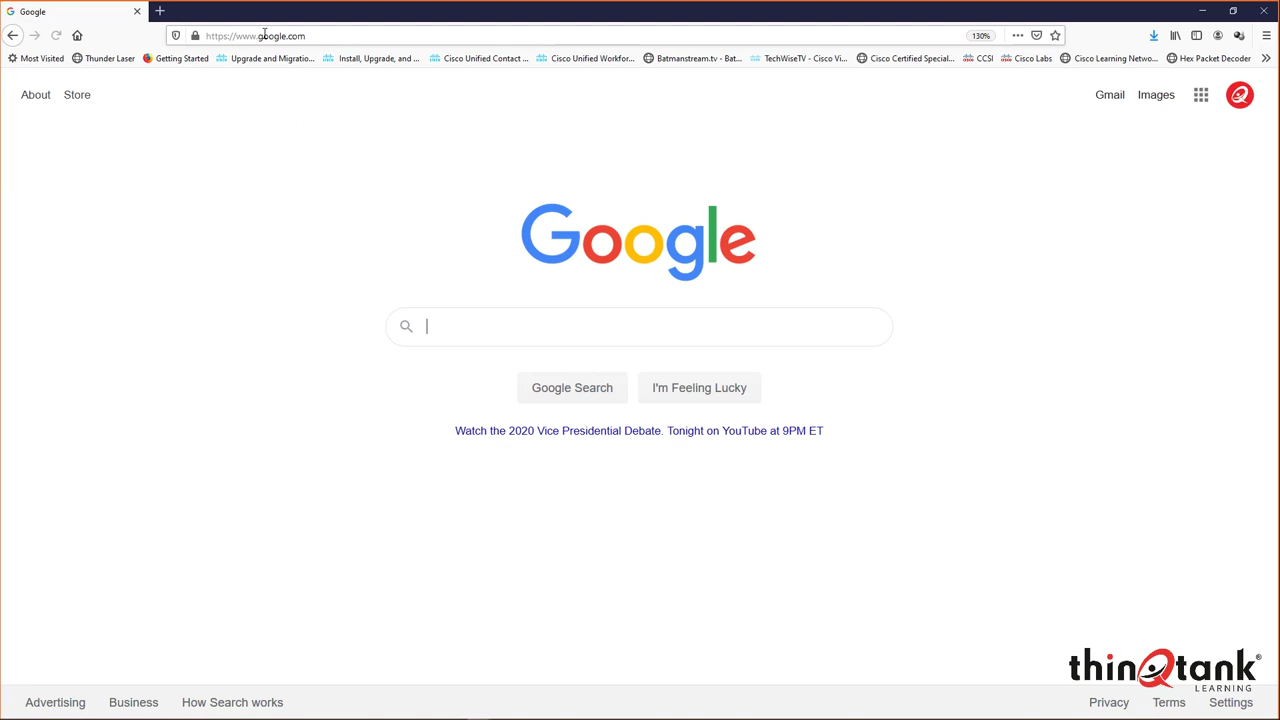 Google
https://www.google.com
130%
Most Visited
Thunder Laser
Getting Started
Upgrade and Migratio...
Install, Upgrade, and ...
Cisco Unified Contact ...
Cisco Unified Workfor...
Batmanstream.tv - Bat...
TechWiseTV - Cisco Vi...
Cisco Certified Special...
CCSI
Cisco Labs
Cisco Learning Netwo...
Hex Packet Decoder
About Store
Gmail Images
Google
Google Search
I'm Feeling Lucky
Watch the 2020 Vice Presidential Debate. Tonight on YouTube at 9PM ET
thinQtank®
LEARNING
Advertising Business How Search works
Privacy Terms Settings